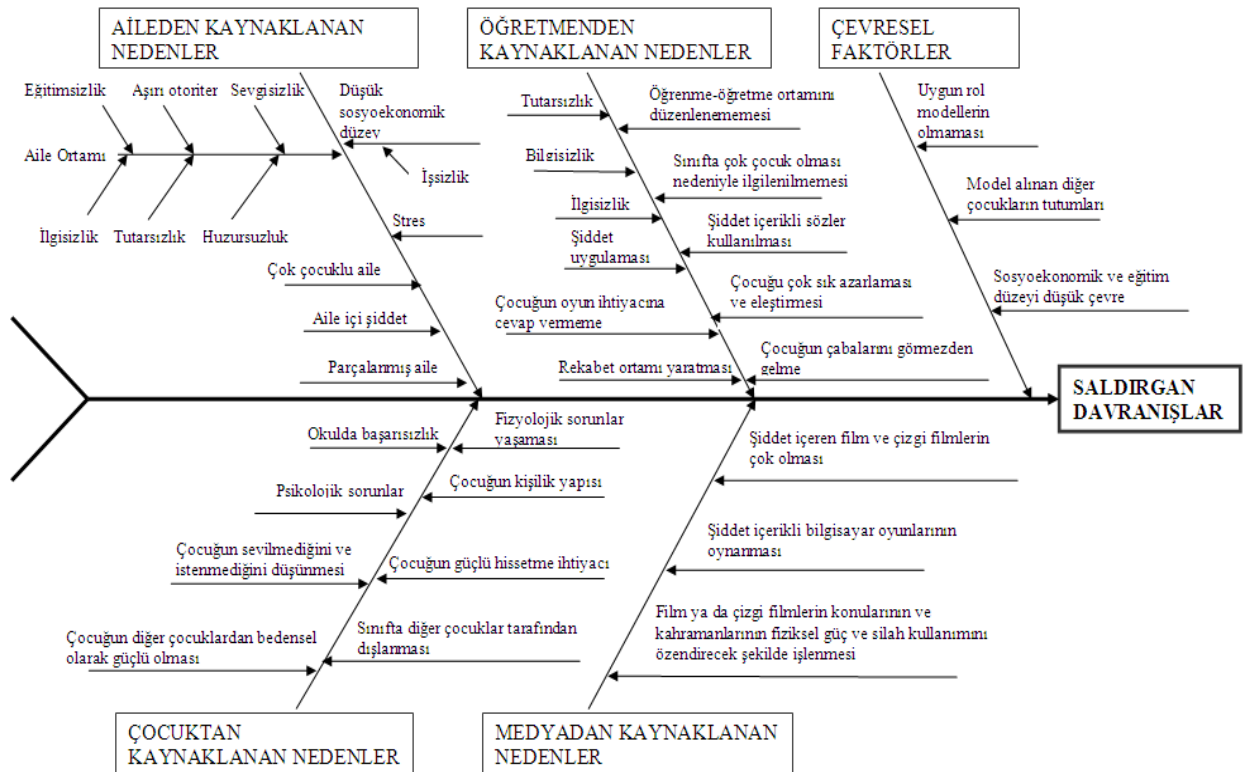 AİLEDEN KAYNAKLANAN
NEDENLER
Eğitimsizlik
Aşırı otoriter
Sevgisizlik
Düşük
sosyoekonomik
düzey
Aile Ortamı
İşsizlik
İlgisizlik
Tutarsızlık
Huzursuzluk
Stres
Çok çocuklu aile
Aile içi şiddet
Parçalanmış aile
ÖĞRETMENDEN
KAYNAKLANAN NEDENLER
Tutarsızlık
Öğrenme-öğretme ortamını
düzenlenememesi
Bilgisizlik
Sınıfta çok çocuk olması
nedeniyle ilgilenilmemesi
İlgisizlik
Şiddet içerikli sözler
kullanılması
Şiddet
uygulaması
Çocuğu çok sık azarlaması
ve eleştirmesi
Çocuğun oyun ihtiyacına
cevap vermeme
Çocuğun çabalarını görmezden
gelme
Rekabet ortamı yaratması
ÇEVRESEL
FAKTÖRLER
Uygun rol
modellerin
olmaması
Model alınan diğer
çocukların tutumları
Sosyoekonomik ve eğitim
düzeyi düşük çevre
SALDIRGAN
DAVRANIŞLAR
Okulda başarısızlık
Fizyolojik sorunlar
yaşaması
Psikolojik sorunlar
Çocuğun kişilik yapısı
Çocuğun sevilmediğini ve
istenmediğini düşünmesi
Çocuğun güçlü hissetme ihtiyacı
Çocuğun diğer çocuklardan bedensel
olarak güçlü olması
Sınıfta diğer çocuklar tarafından
dışlanması
ÇOCUKTAN
KAYNAKLANAN NEDENLER
Şiddet içeren film ve çizgi filmlerin
çok olması
Şiddet içerikli bilgisayar oyunlarının
oynanması
Film ya da çizgi filmlerin konularının ve
kahramanlarının fiziksel güç ve silah kullanımını
özendirecek şekilde işlenmesi
MEDYADAN KAYNAKLANAN
NEDENLER